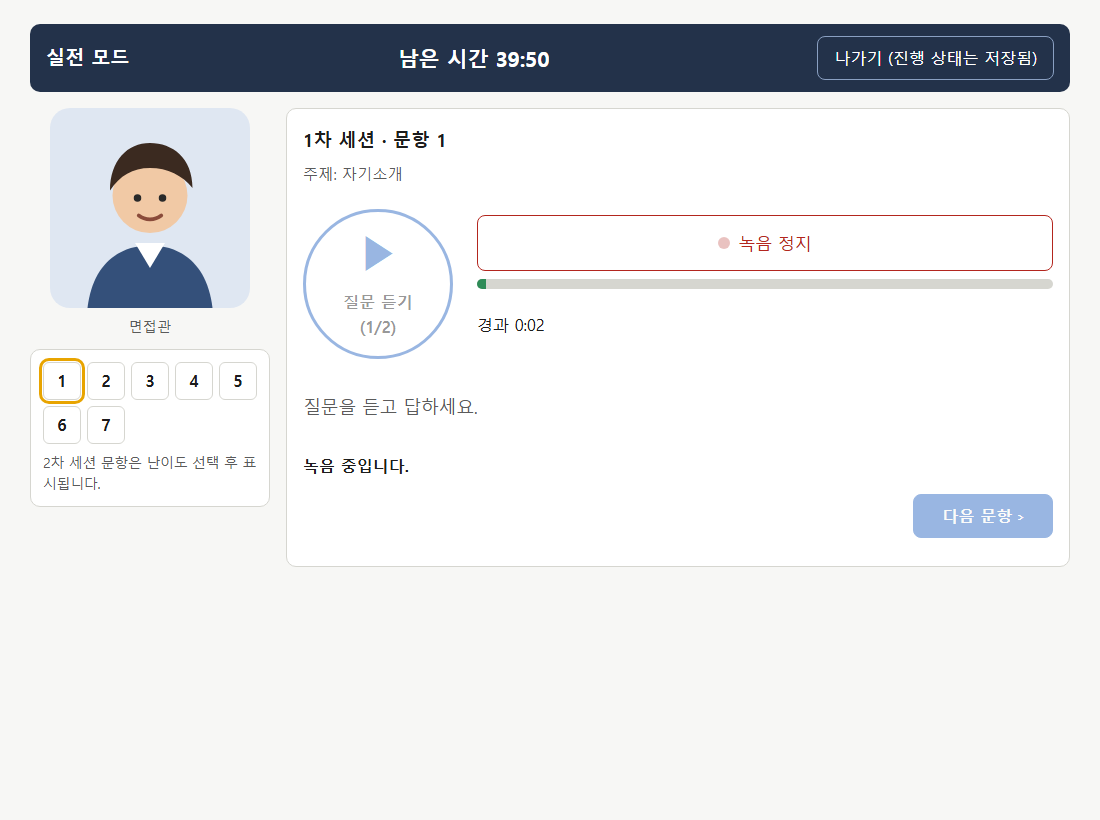 실전 모드
남은 시간 39:50
나가기 (진행 상태는 저장됨)
면접관
1 2 3 4 5
6 7
2차 세션 문항은 난이도 선택 후 표
시됩니다.
1차 세션 · 문항 1
주제: 자기소개
질문 듣기
(1/2)
녹음 정지
경과 0:02
질문을 듣고 답하세요.
녹음 중입니다.
다음 문항 ›